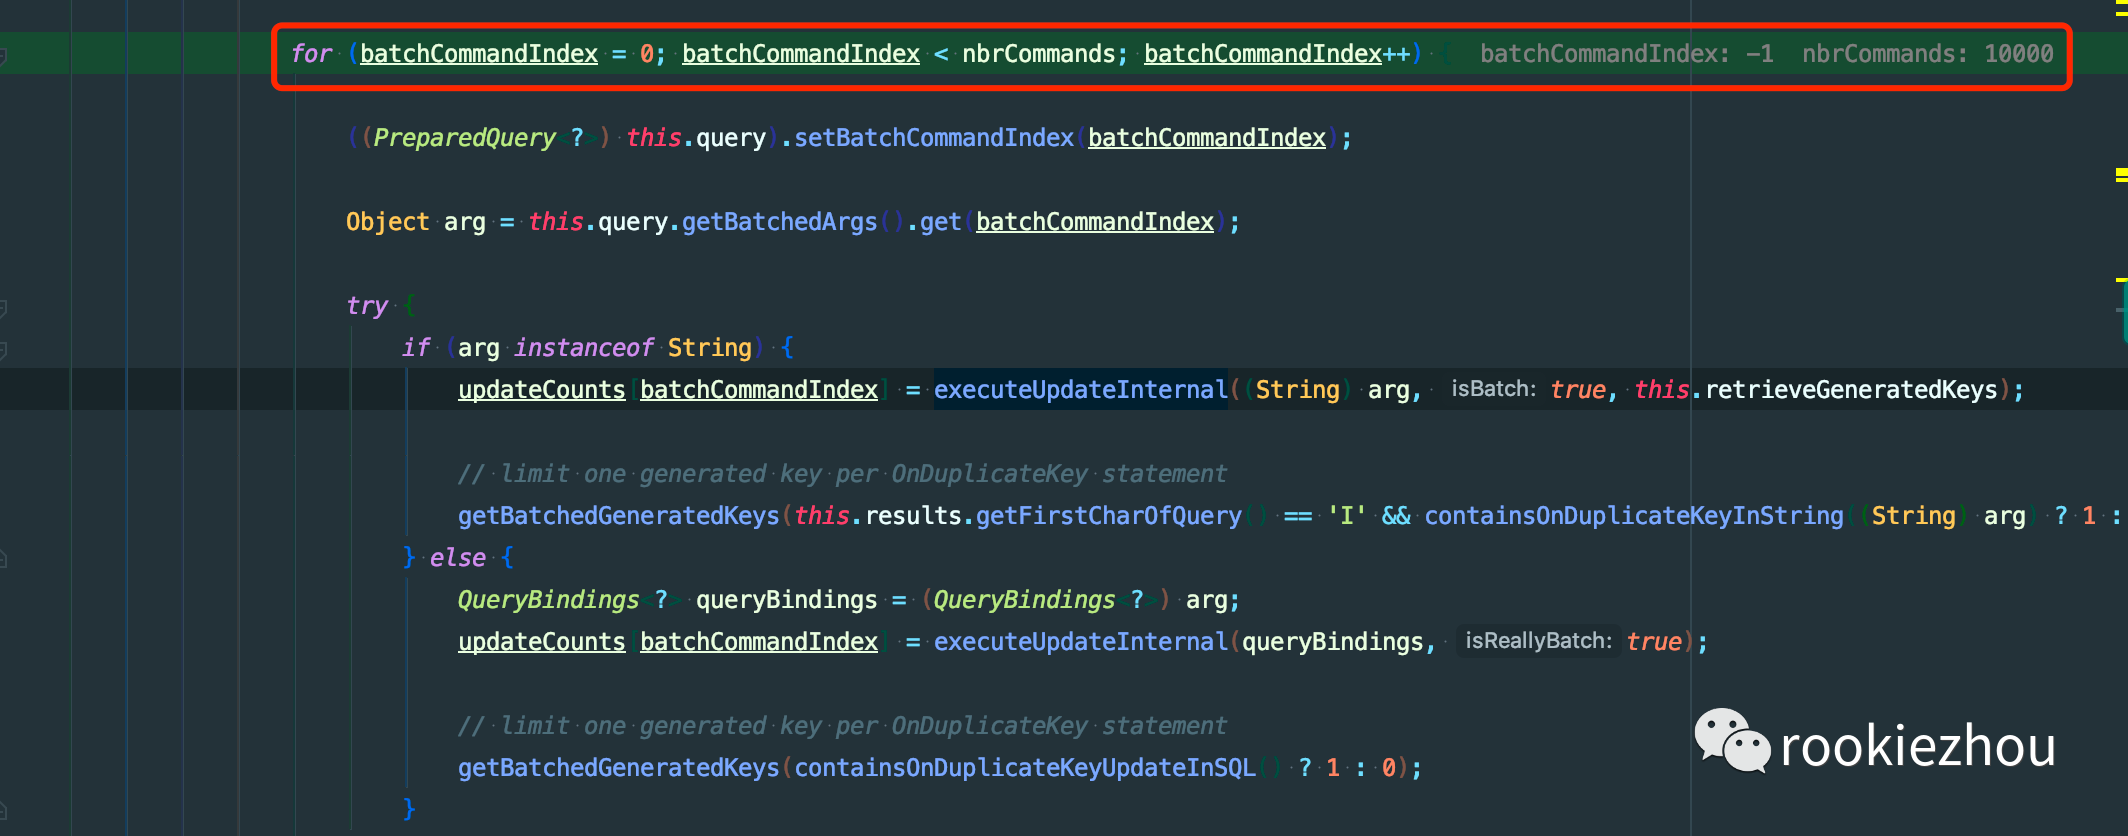 for (batchCommandIndex = 0; batchCommandIndex < nbrCommands; batchCommandIndex++) { batchCommandIndex: -1 nbrCommands: 10000
((PreparedQuery<?>) this.query).setBatchCommandIndex(batchCommandIndex);
Object arg = this.query.getBatchedArgs().get(batchCommandIndex);
try {
if (arg instanceof String) {
updateCounts[batchCommandIndex] = executeUpdateInternal((String) arg, isBatch: true, this.retrieveGeneratedKeys);
// limit one generated key per OnDuplicateKey statement
getBatchedGeneratedKeys(this.results.getFirstCharOfQuery() == 'I' && containsOnDuplicateKeyInString((String) arg) ? 1 :
} else {
QueryBindings<?> queryBindings = (QueryBindings<?>) arg;
updateCounts[batchCommandIndex] = executeUpdateInternal(queryBindings, isReallyBatch: true);
// limit one generated key per OnDuplicateKey statement
getBatchedGeneratedKeys(containsOnDuplicateKeyUpdateInSQL() ? 1 : 0);
}
rookiezhou